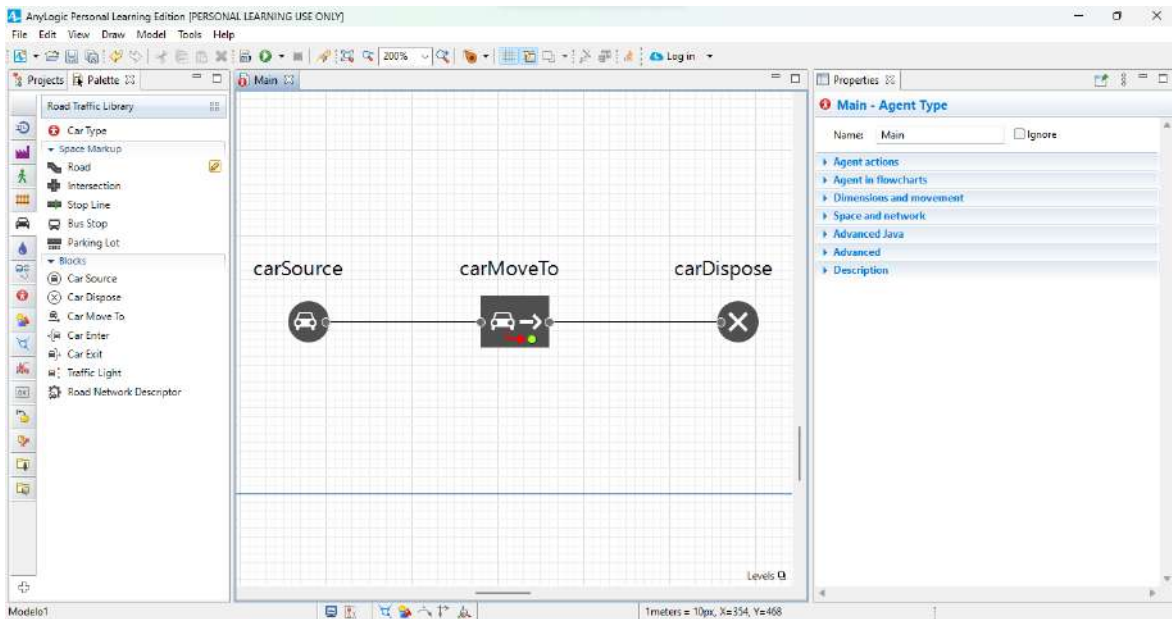 AnyLogic Personal Learning Edition [PERSONAL LEARNING USE ONLY]
File Edit View Draw Model Tools Help
200%
Log in
Projects
Palette
Main
Properties
Road Traffic Library
Main - Agent Type
Car Type
Name: Main
Ignore
Space Markup
Road
Intersection
Stop Line
Bus Stop
Parking Lot
Blocks
Car Source
Car Dispose
Car Move To
Car Enter
Car Exit
Traffic Light
Road Network Descriptor
carSource
carMoveTo
carDispose
Levels
Agent actions
Agent in flowcharts
Dimensions and movement
Space and network
Advanced Java
Advanced
Description
Modelo1
1meters = 10px, X=354, Y=468